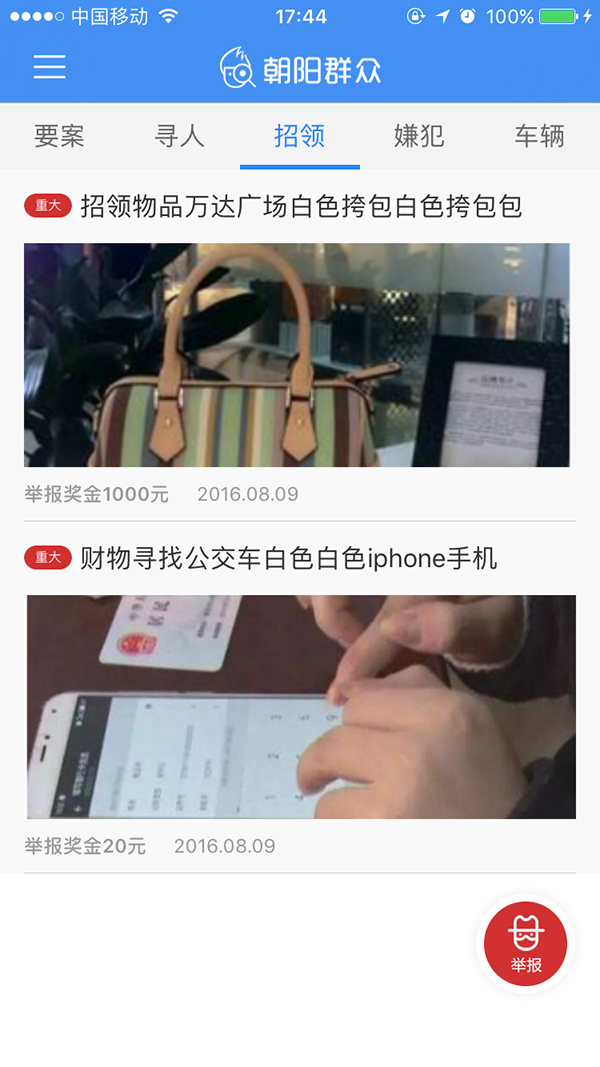 中国移动
17:44
100%
朝阳群众
要案
寻人
招领
嫌犯
车辆
重大
招领物品万达广场白色挎包白色挎包包
举报奖金1000元
2016.08.09
重大
财物寻找公交车白色白色iphone手机
举报奖金20元
2016.08.09
举报